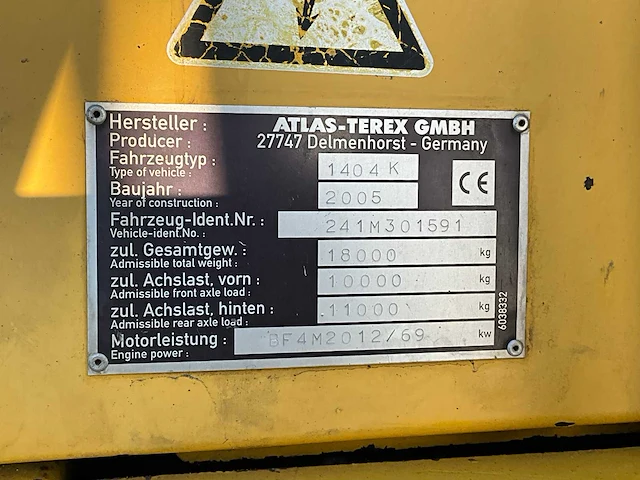 Hersteller : ATLAS-TEREX GMBH
Producer : 27747 Delmenhorst - Germany
Fahrzeugtyp : 1404 K
Type of vehicle :
CE
Baujahr : 2005
Year of construction :
Fahrzeug-Ident.Nr. : 241M301591
Vehicle-ident.No. :
zul. Gesamtgew. : 18000 kg
Admissible total weight :
zul. Achslast, vorn : 10000 kg
Admissible front axle load :
zul. Achslast, hinten : 11000 kg
Admissible rear axle load :
Motorleistung : BF4M2012/69 kw
Engine power :
6038332